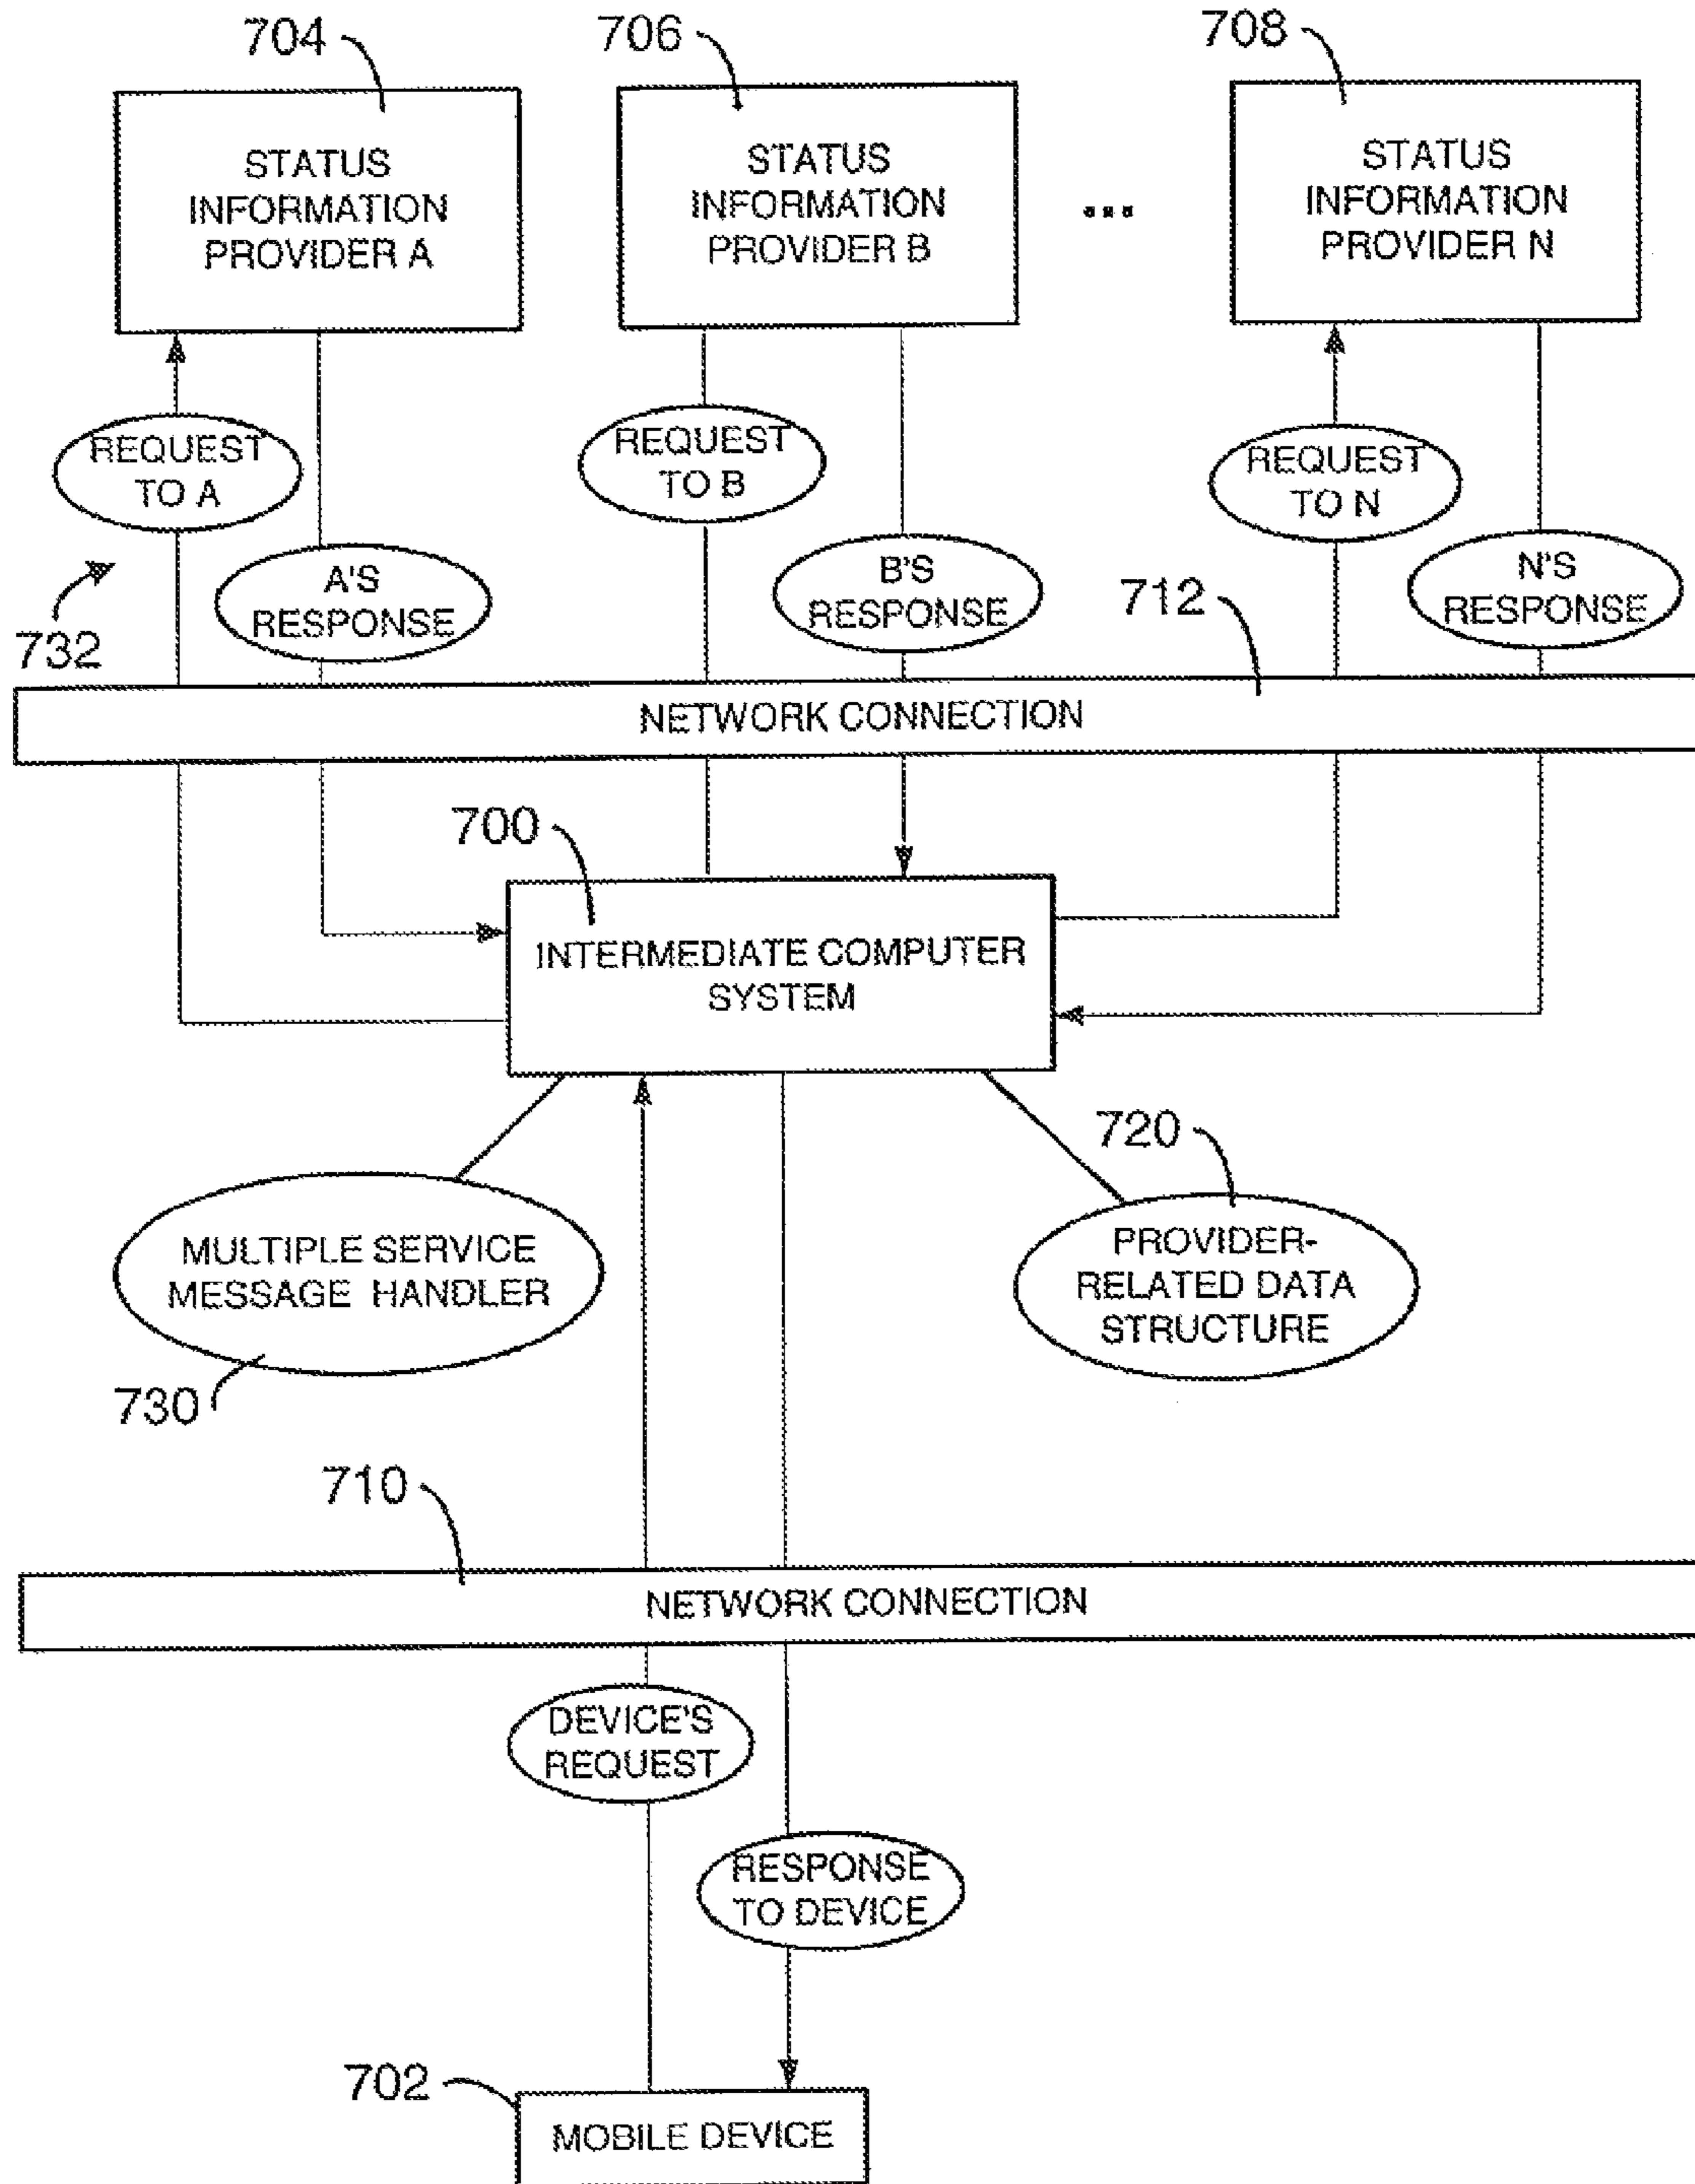 704
706
708
STATUS
INFORMATION
PROVIDER A
STATUS
INFORMATION
PROVIDER B
...
STATUS
INFORMATION
PROVIDER N
REQUEST
TO A
REQUEST
TO B
REQUEST
TO N
A'S
RESPONSE
B'S
RESPONSE
N'S
RESPONSE
732
712
NETWORK CONNECTION
700
INTERMEDIATE COMPUTER
SYSTEM
720
MULTIPLE SERVICE
MESSAGE HANDLER
PROVIDER-
RELATED DATA
STRUCTURE
730
710
NETWORK CONNECTION
DEVICE'S
REQUEST
RESPONSE
TO DEVICE
702
MOBILE DEVICE